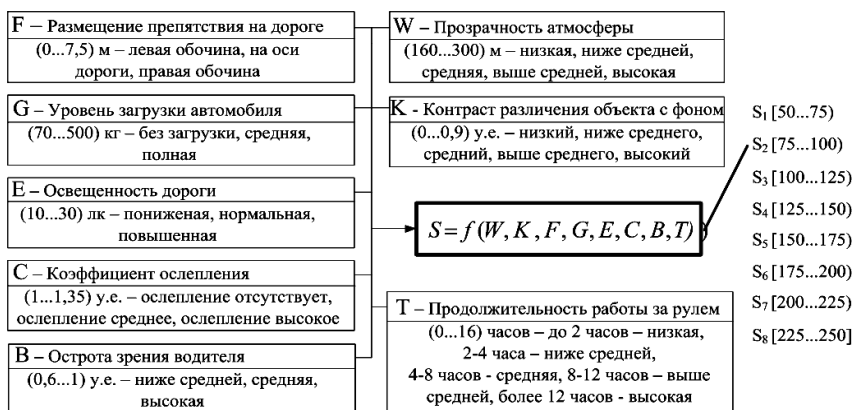 F – Размещение препятствия на дороге
(0...7,5) м – левая обочина, на оси
дороги, правая обочина
G – Уровень загрузки автомобиля
(70...500) кг – без загрузки, средняя,
полная
E – Освещенность дороги
(10...30) лк – пониженая, нормальная,
повышенная
C – Коэффициент ослепления
(1...1,35) у.е. – ослепление отсутствует,
ослепление среднее, ослепление высокое
B – Острота зрения водителя
(0,6...1) у.е. – ниже средней, средняя,
высокая
W - Прозрачность атмосферы
(160...300) м – низкая, ниже средней,
средняя, выше средней, высокая
K - Контраст различения объекта с фоном
(0...0,9) у.е. – низкий, ниже среднего,
средний, выше среднего, высокий
S=f(W, K, F, G, E, C, B, T) )
T – Продолжительность работы за рулем
(0...16) часов – до 2 часов – низкая,
2-4 часа – ниже средней,
4-8 часов - средняя, 8-12 часов – выше
средней, более 12 часов - высокая
S₁ [50...75)
S₂ [75...100)
S₃ [100...125)
S₄ [125...150)
S₅ [150...175)
S₆ [175...200)
S₇ [200...225)
S₈ [225...250]